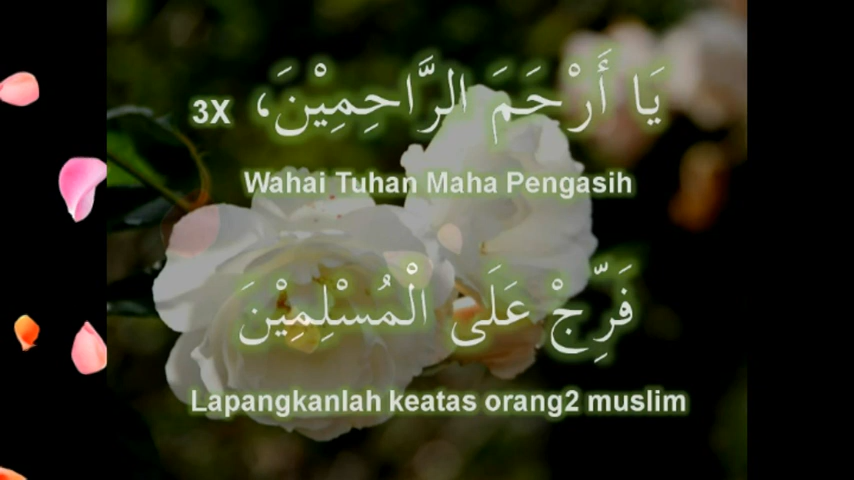 يَا أَرْحَمَ الرَّاحِمِيْنَ، 3X
Wahai Tuhan Maha Pengasih
فَرِّجْ عَلَى الْمُسْلِمِيْنَ
Lapangkanlah keatas orang2 muslim